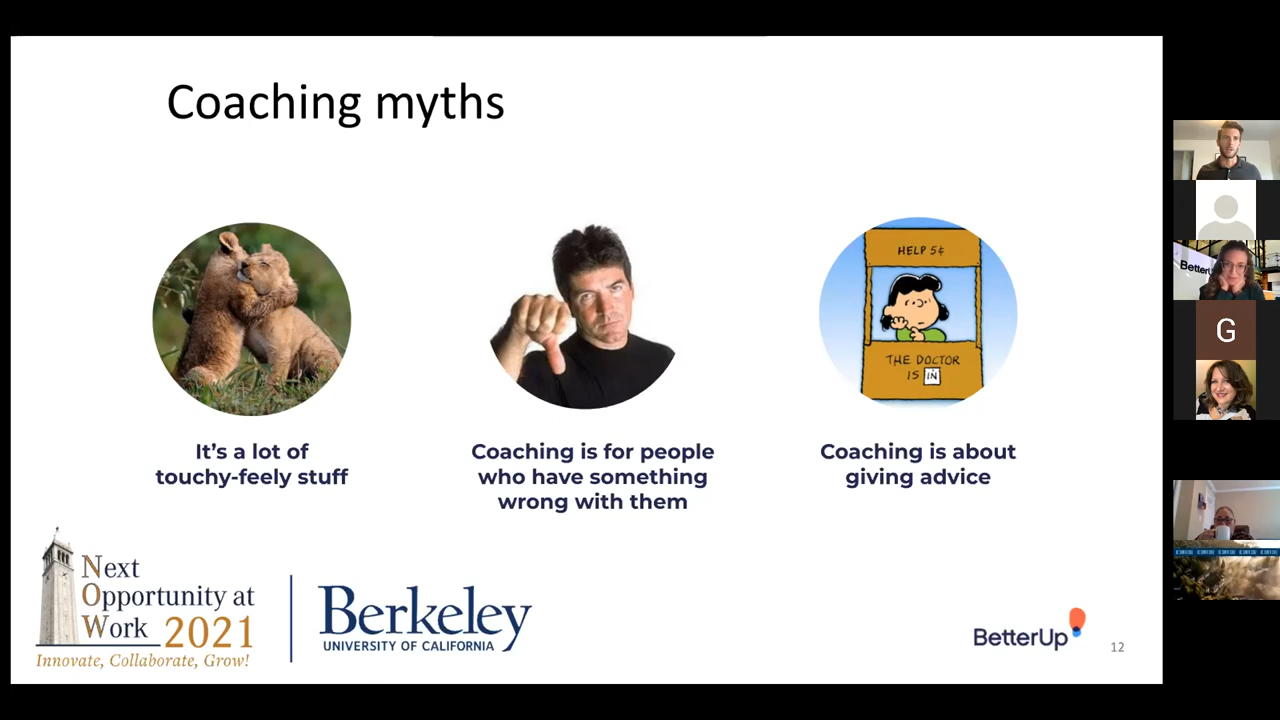 Coaching myths
HELP 5¢
THE DOCTOR
IS IN
It's a lot of
touchy-feely stuff
Coaching is for people
who have something
wrong with them
Coaching is about
giving advice
Next
Opportunity at
Work 2021
Innovate, Collaborate, Grow!
Berkeley
UNIVERSITY OF CALIFORNIA
BetterUp
12
G